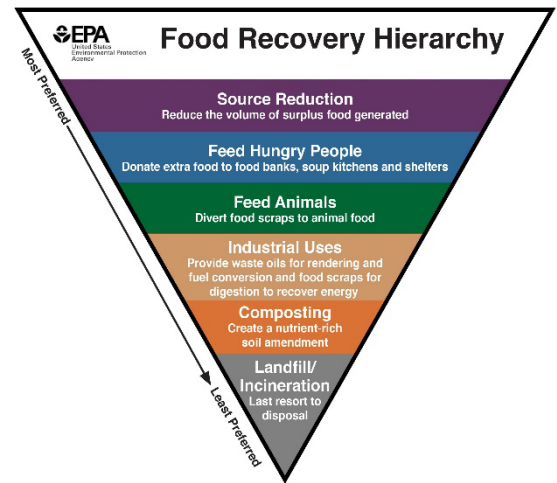 EPA
United States
Environmental Protection
Agency
Food Recovery Hierarchy
Most Preferred
Source Reduction
Reduce the volume of surplus food generated
Feed Hungry People
Donate extra food to food banks, soup kitchens and shelters
Feed Animals
Divert food scraps to animal food
Industrial Uses
Provide waste oils for rendering and
fuel conversion and food scraps for
digestion to recover energy
Composting
Create a nutrient-rich
soil amendment
Landfill/
Incineration
Last resort to
disposal
Least Preferred